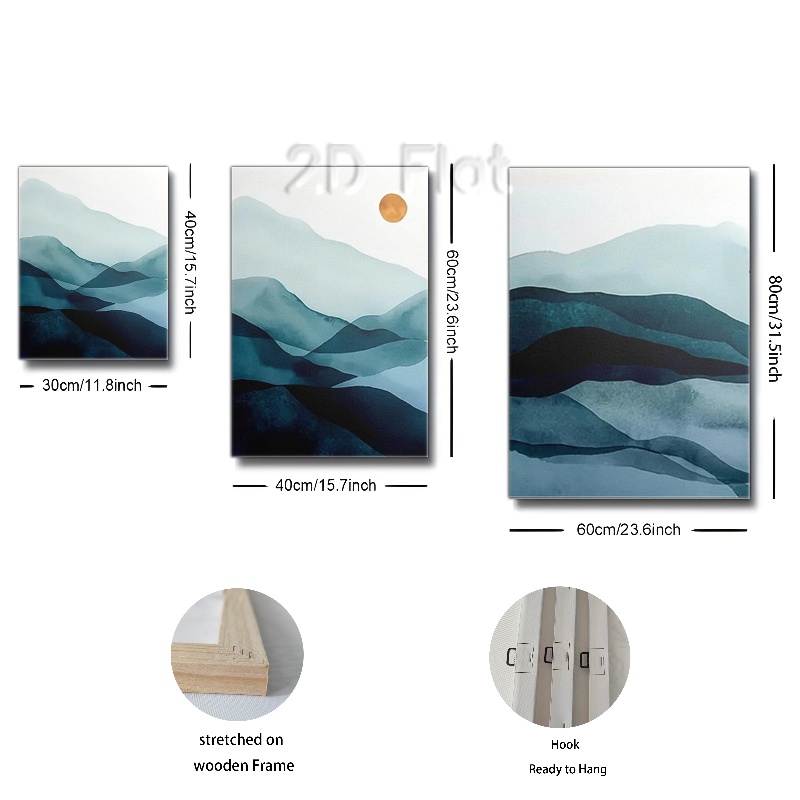 2D Flat
40cm/15.7inch
60cm/23.6inch
80cm/31.5inch
30cm/11.8inch
40cm/15.7inch
60cm/23.6inch
stretched on
wooden Frame
Hook
Ready to Hang